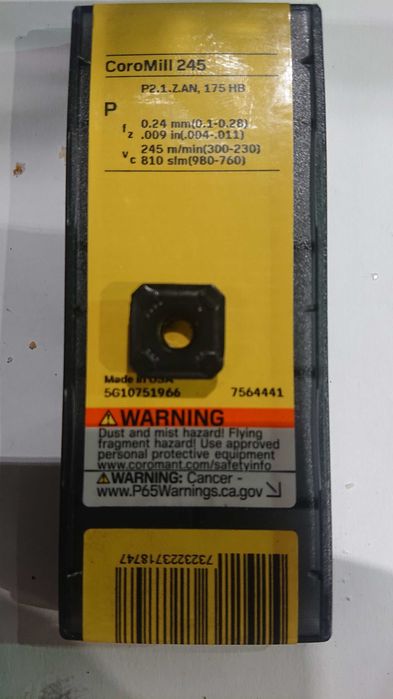 CoroMill 245
P2.1.Z.AN, 175 HB
P
fz 0.24 mm(0.1-0.28)
.009 in(.004-.011)
vc 245 m/min(300-230)
810 sfm(980-760)
Made in USA
5G10751966 7564441
⚠WARNING
Dust and mist hazard! Flying
fragment hazard! Use approved
personal protective equipment
www.coromant.com/safetyinfo
⚠WARNING: Cancer -
www.P65Warnings.ca.gov
7323223718747